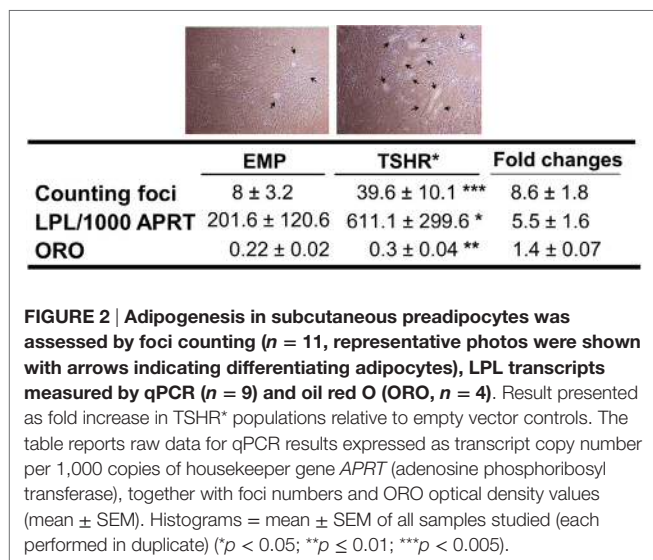 EMP TSHR* Fold changes
Counting foci 8 ± 3.2 39.6 ± 10.1 *** 8.6 ± 1.8
LPL/1000 APRT 201.6 ± 120.6 611.1 ± 299.6 * 5.5 ± 1.6
ORO 0.22 ± 0.02 0.3 ± 0.04 ** 1.4 ± 0.07
FIGURE 2 | Adipogenesis in subcutaneous preadipocytes was
assessed by foci counting (n = 11, representative photos were shown
with arrows indicating differentiating adipocytes), LPL transcripts
measured by qPCR (n = 9) and oil red O (ORO, n = 4). Result presented
as fold increase in TSHR* populations relative to empty vector controls. The
table reports raw data for qPCR results expressed as transcript copy number
per 1,000 copies of housekeeper gene APRT (adenosine phosphoribosyl
transferase), together with foci numbers and ORO optical density values
(mean ± SEM). Histograms = mean ± SEM of all samples studied (each
performed in duplicate) (*p < 0.05; **p ≤ 0.01; ***p < 0.005).